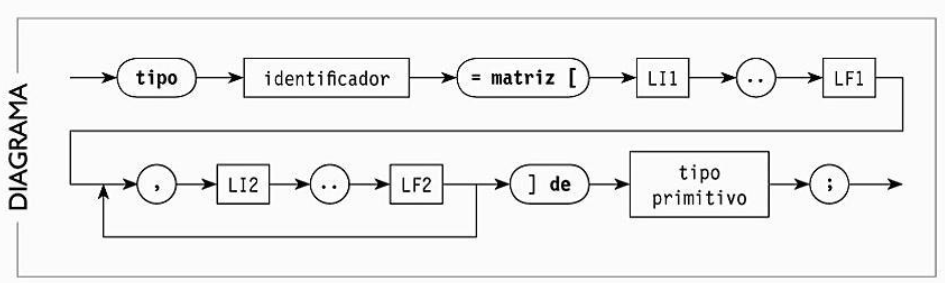 DIAGRAMA
tipo identificador = matriz [ LI1 .. LF1
, LI2 .. LF2 ] de tipo primitivo ;